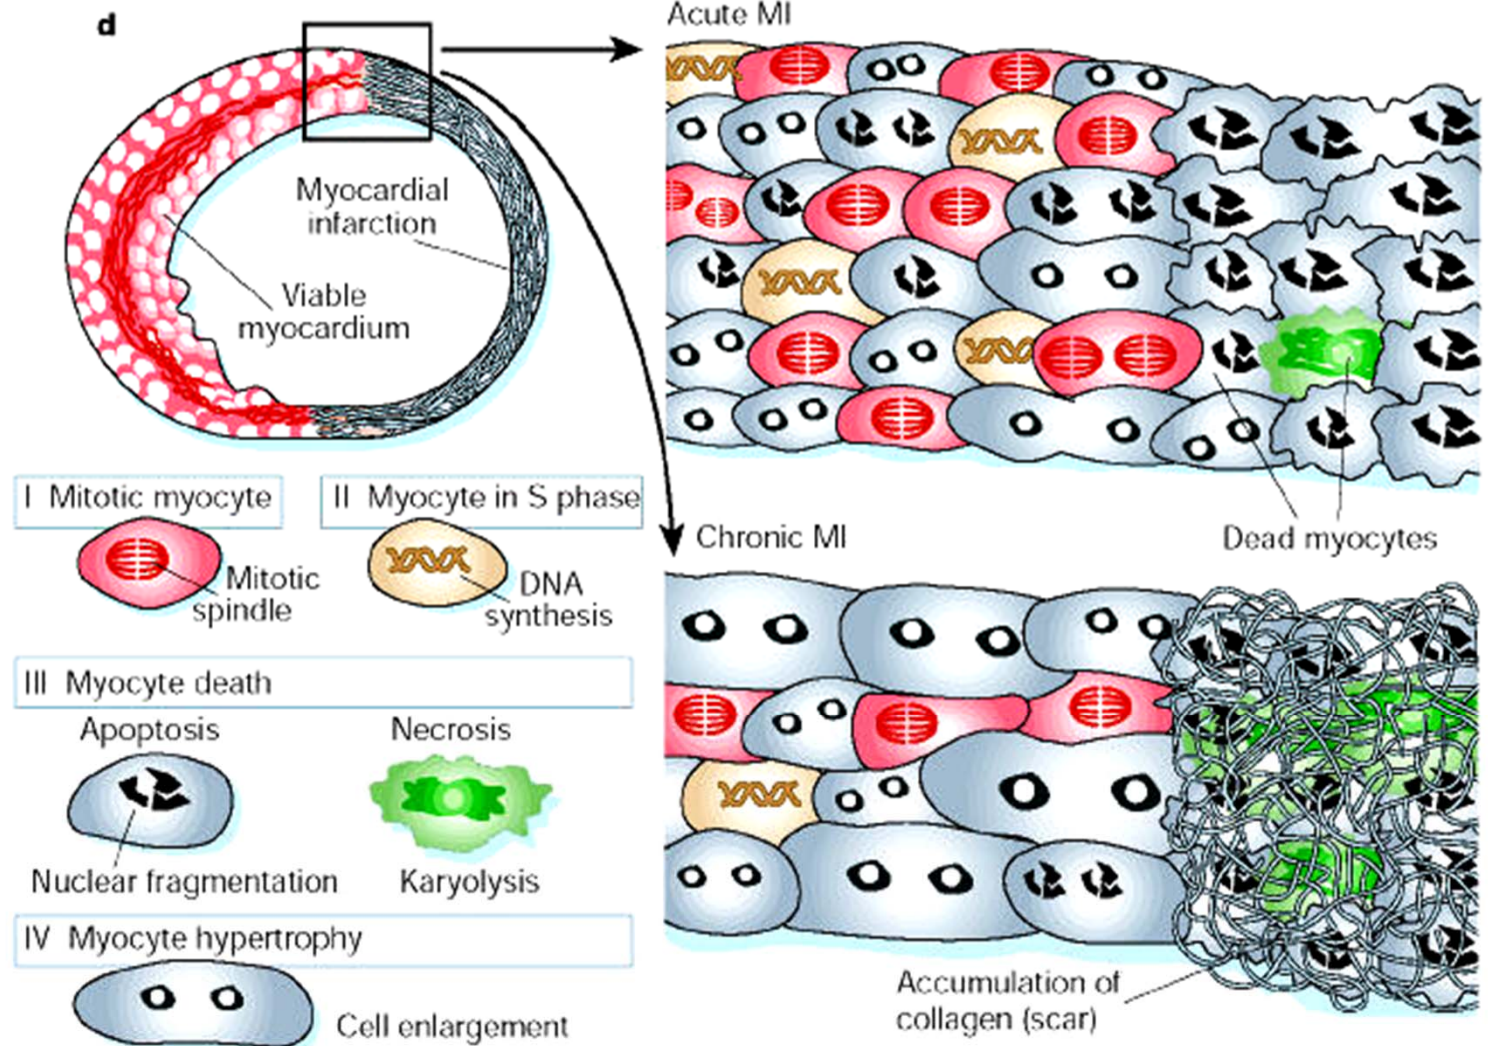 d
Acute MI
Myocardial
infarction
Viable
myocardium
Dead myocytes
I Mitotic myocyte
II Myocyte in S phase
Mitotic
spindle
DNA
synthesis
III Myocyte death
Apoptosis
Necrosis
Nuclear fragmentation
Karyolysis
IV Myocyte hypertrophy
Cell enlargement
Chronic MI
Accumulation of
collagen (scar)